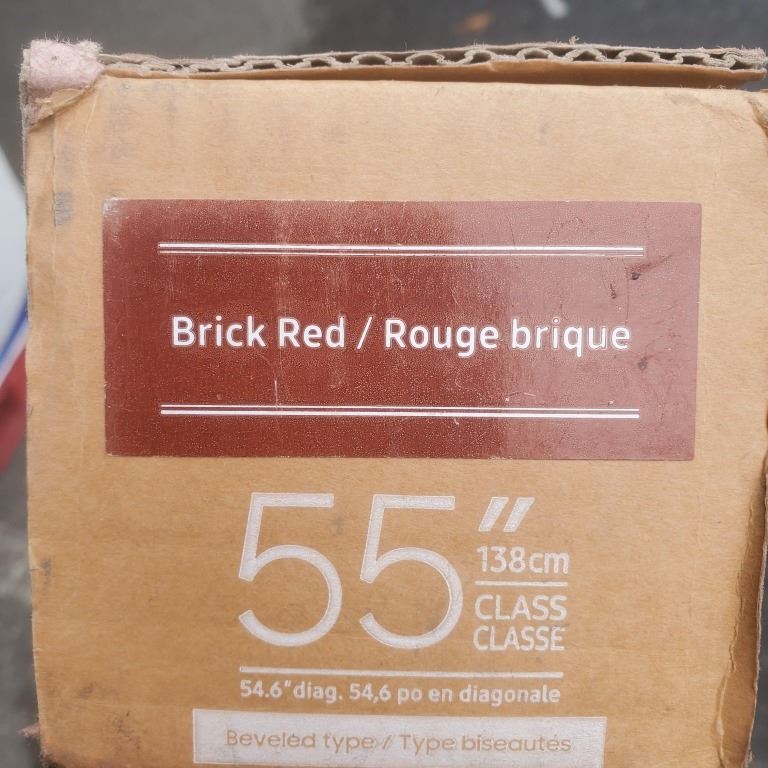 Brick Red / Rouge brique
55″
138cm
CLASS
CLASSE
54.6″diag. 54,6 po en diagonale
Beveled type / Type biseautés